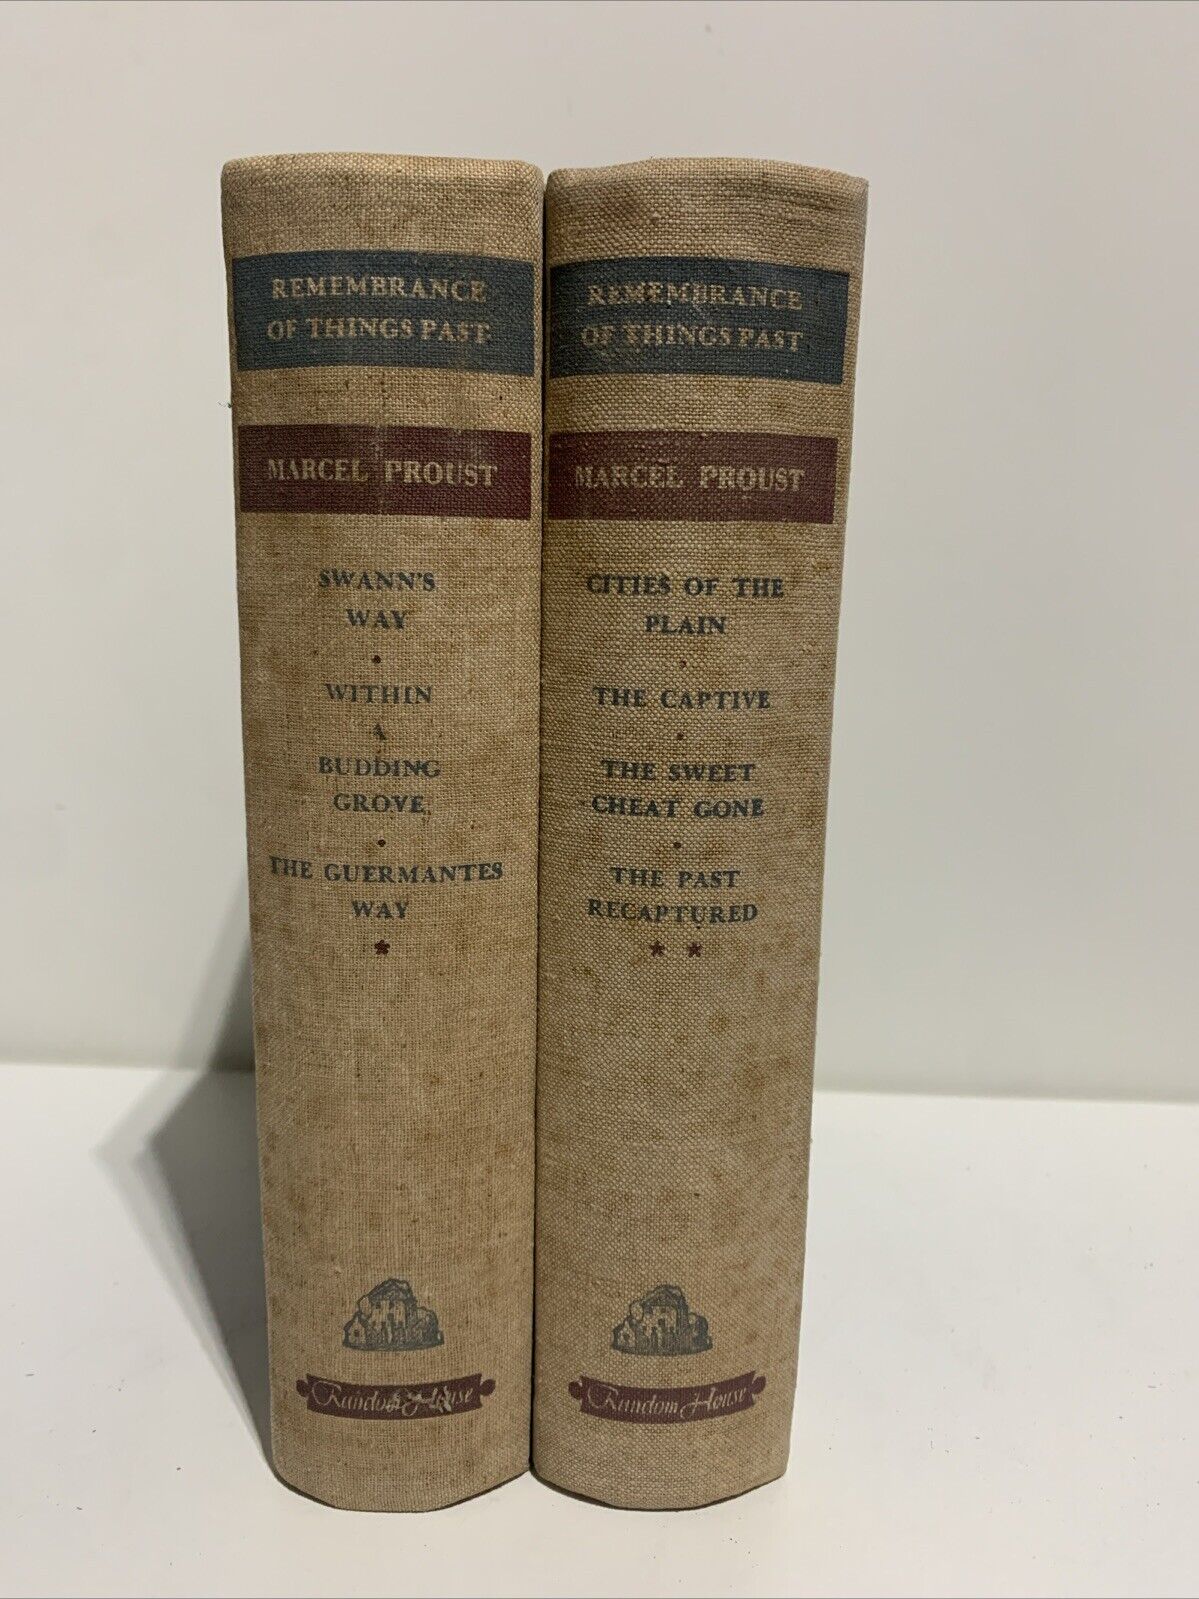 REMEMBRANCE
OF THINGS PAST
MARCEL PROUST
SWANN'S
WAY
WITHIN
A
BUDDING
GROVE
THE GUERMANTES
WAY
Random House
REMEMBRANCE
OF THINGS PAST
MARCEL PROUST
CITIES OF THE
PLAIN
THE CAPTIVE
THE SWEET
CHEAT GONE
THE PAST
RECAPTURED
Random House